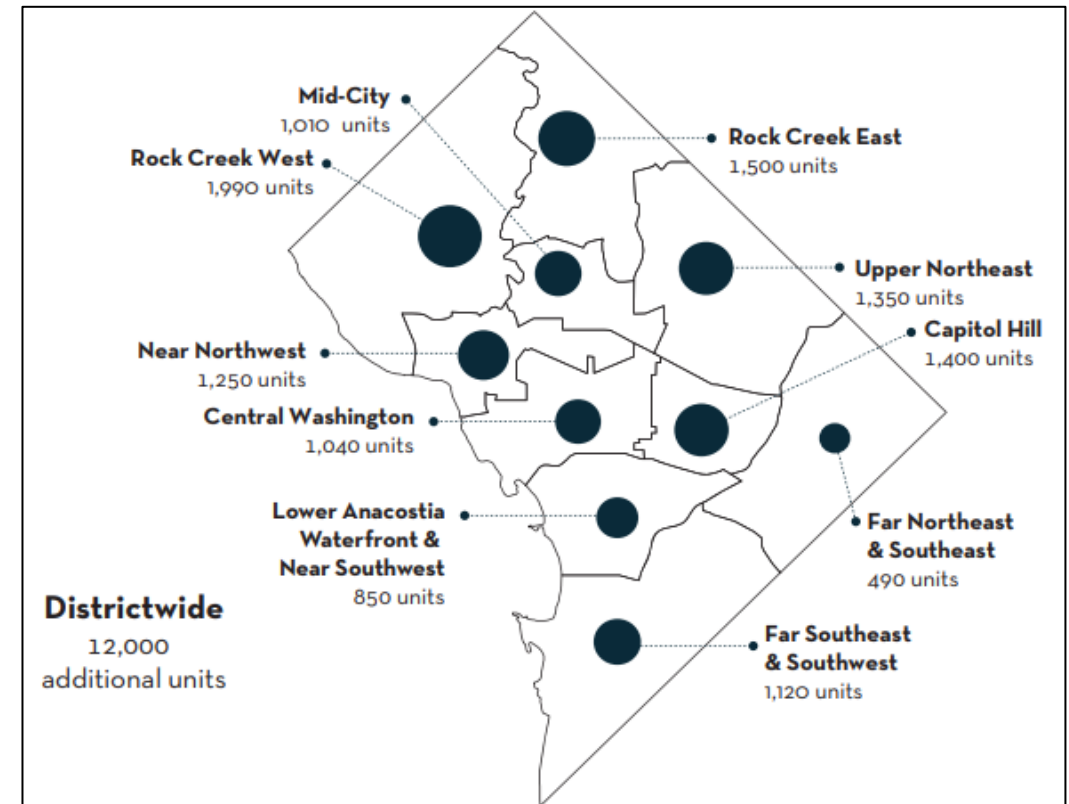 Mid-City
1,010 units
Rock Creek West
1,990 units
Rock Creek East
1,500 units
Upper Northeast
1,350 units
Capitol Hill
1,400 units
Near Northwest
1,250 units
Central Washington
1,040 units
Lower Anacostia
Waterfront &
Near Southwest
850 units
Far Northeast
& Southeast
490 units
Far Southeast
& Southwest
1,120 units
Districtwide
12,000
additional units